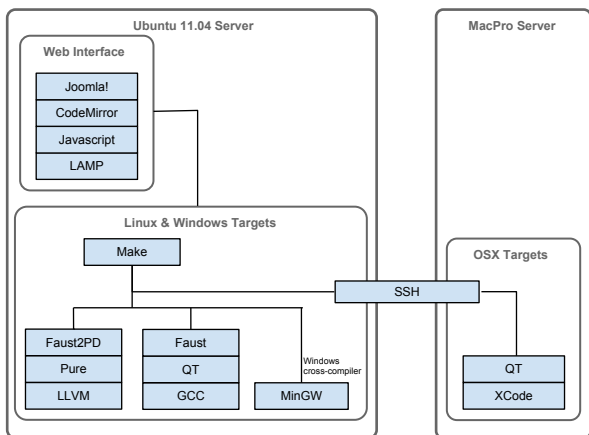 Ubuntu 11.04 Server
MacPro Server
Web Interface
Joomla!
CodeMirror
Javascript
LAMP
Linux & Windows Targets
Make
OSX Targets
SSH
Faust2PD
Pure
LLVM
Faust
QT
GCC
Windows
cross-compiler
MinGW
QT
XCode